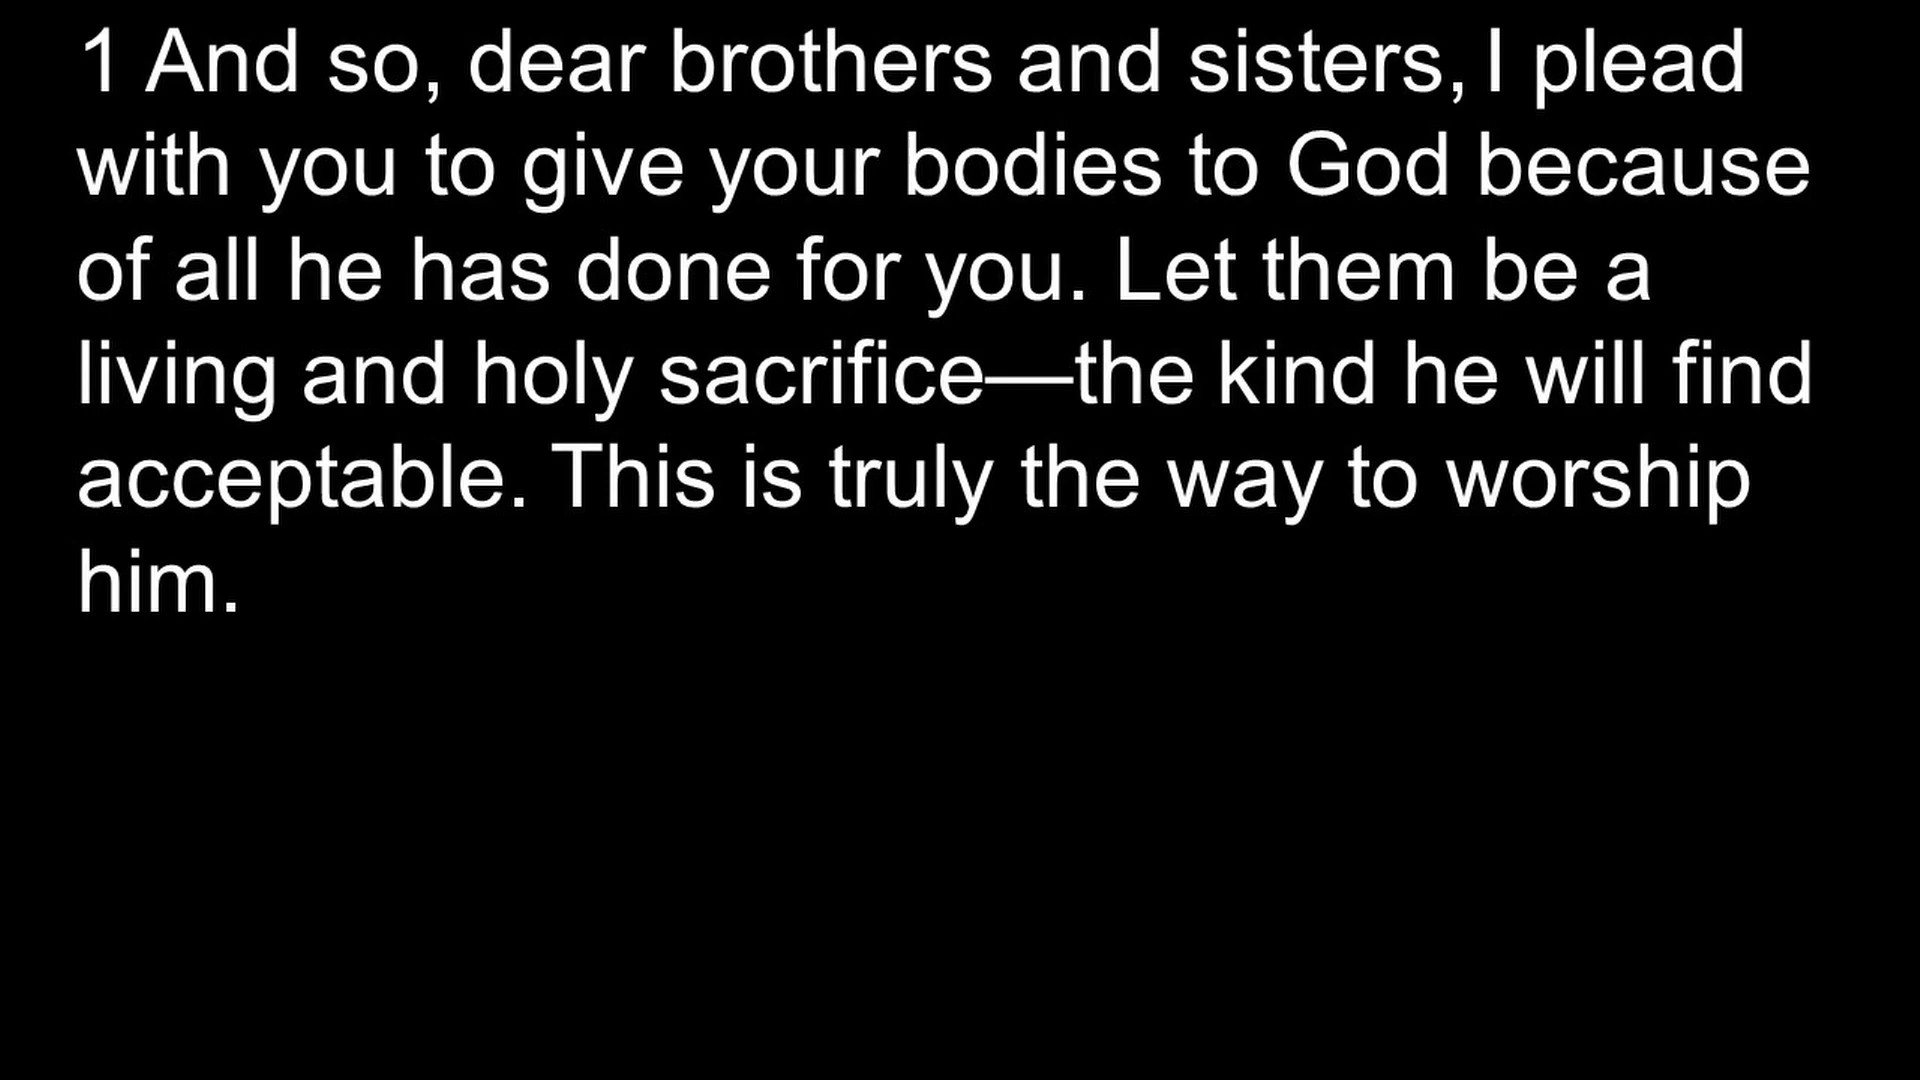 1 And so, dear brothers and sisters, I plead
with you to give your bodies to God because
of all he has done for you. Let them be a
living and holy sacrifice—the kind he will find
acceptable. This is truly the way to worship
him.